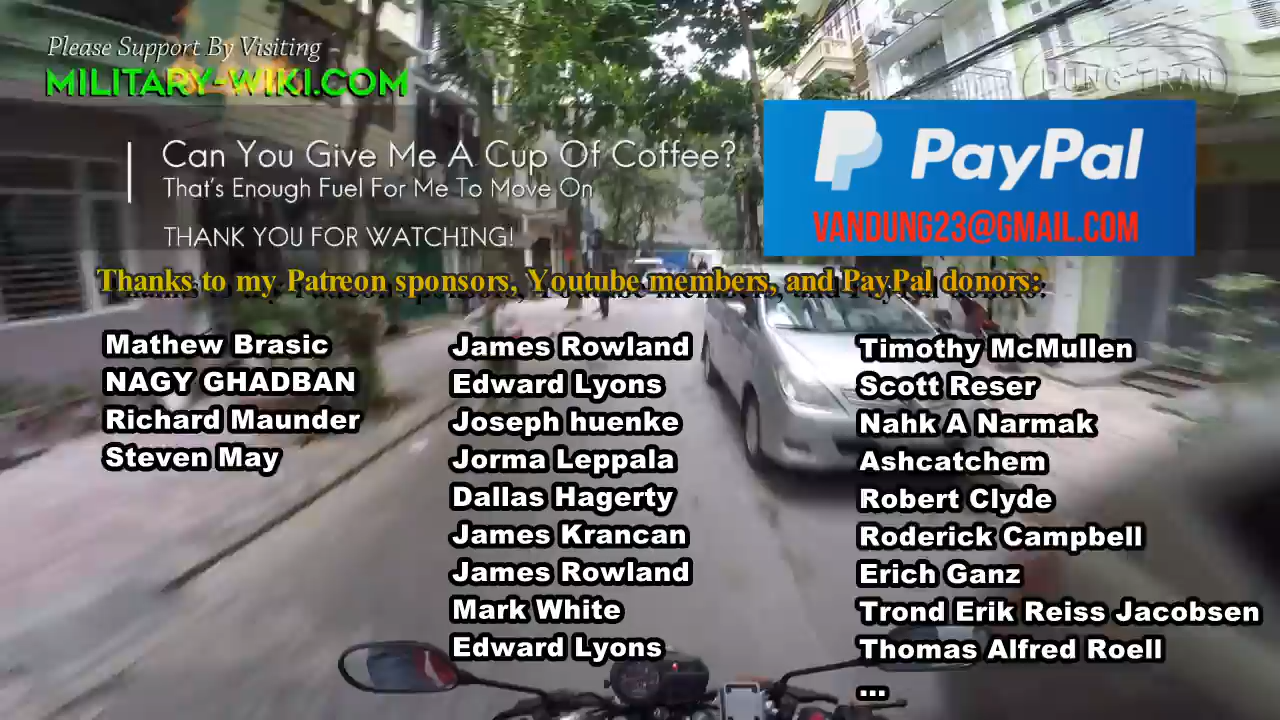 Please Support By Visiting
MILITARY-WIKI.COM
DUNG TRAN
Can You Give Me A Cup Of Coffee?
That's Enough Fuel For Me To Move On
THANK YOU FOR WATCHING!
PayPal
VANDUNG23@GMAIL.COM
Thanks to my Patreon sponsors, Youtube members, and PayPal donors:
Mathew Brasic
NAGY GHADBAN
Richard Maunder
Steven May
James Rowland
Edward Lyons
Joseph huenke
Jorma Leppala
Dallas Hagerty
James Krancan
James Rowland
Mark White
Edward Lyons
Timothy McMullen
Scott Reser
Nahk A Narmak
Ashcatchem
Robert Clyde
Roderick Campbell
Erich Ganz
Trond Erik Reiss Jacobsen
Thomas Alfred Roell
...